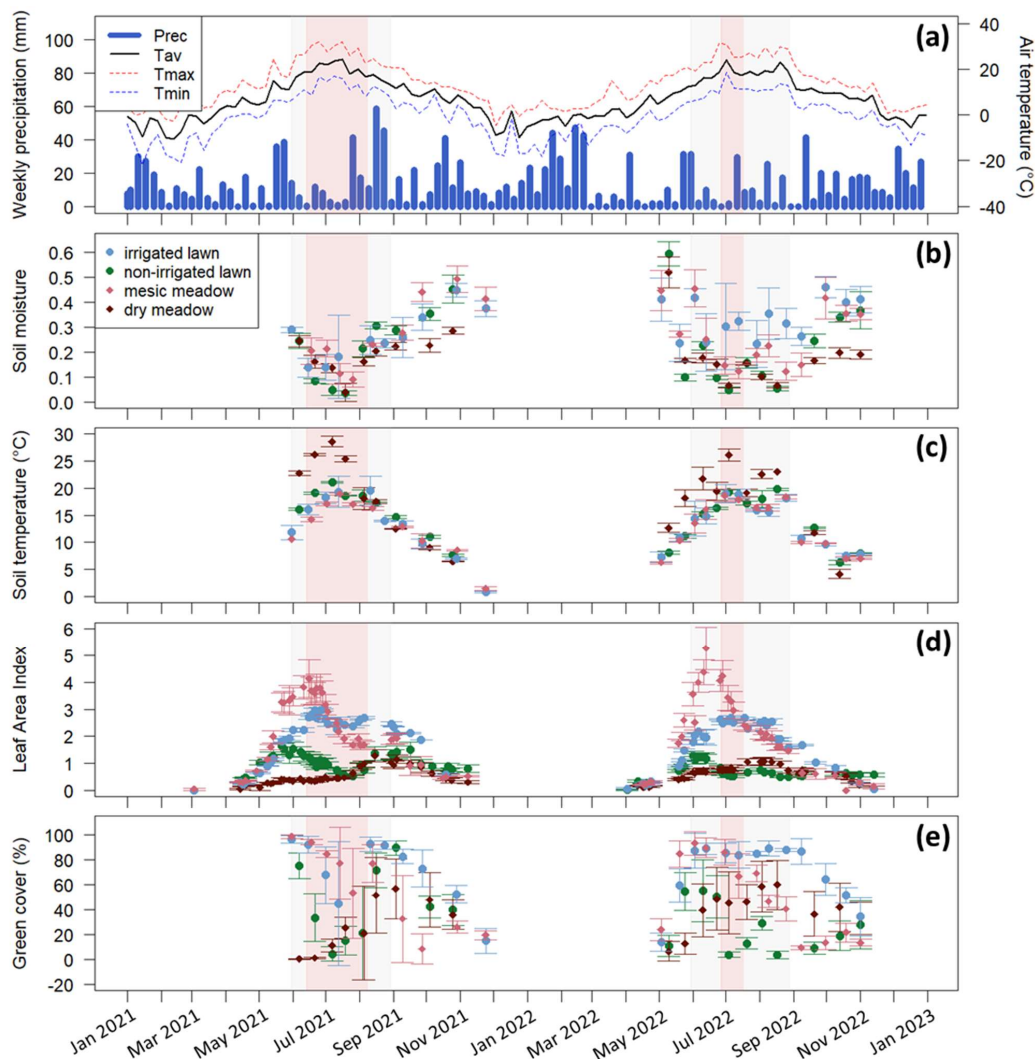 (a)
Prec
Tav
Tmax
Tmin
Weekly precipitation (mm)
100
80
60
40
20
0
40
20
0
-20
-40
Air temperature (°C)
(b)
irrigated lawn
non-irrigated lawn
mesic meadow
dry meadow
Soil moisture
0.6
0.5
0.4
0.3
0.2
0.1
0.0
(c)
Soil temperature (°C)
30
25
20
15
10
5
0
(d)
Leaf Area Index
6
5
4
3
2
1
0
(e)
Green cover (%)
100
80
60
40
20
0
-20
Jan 2021
Mar 2021
May 2021
Jul 2021
Sep 2021
Nov 2021
Jan 2022
Mar 2022
May 2022
Jul 2022
Sep 2022
Nov 2022
Jan 2023